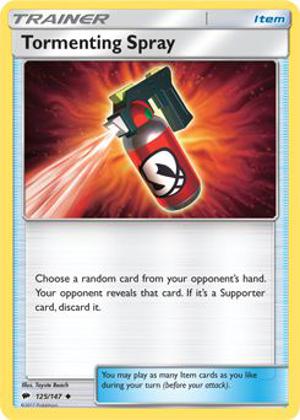 TRAINER Item
Tormenting Spray
Choose a random card from your opponent's hand.
Your opponent reveals that card. If it's a Supporter
card, discard it.
Illus. Toyste Beach
125/147
©2017 Pokémon
You may play as many Item cards as you like
during your turn (before your attack).